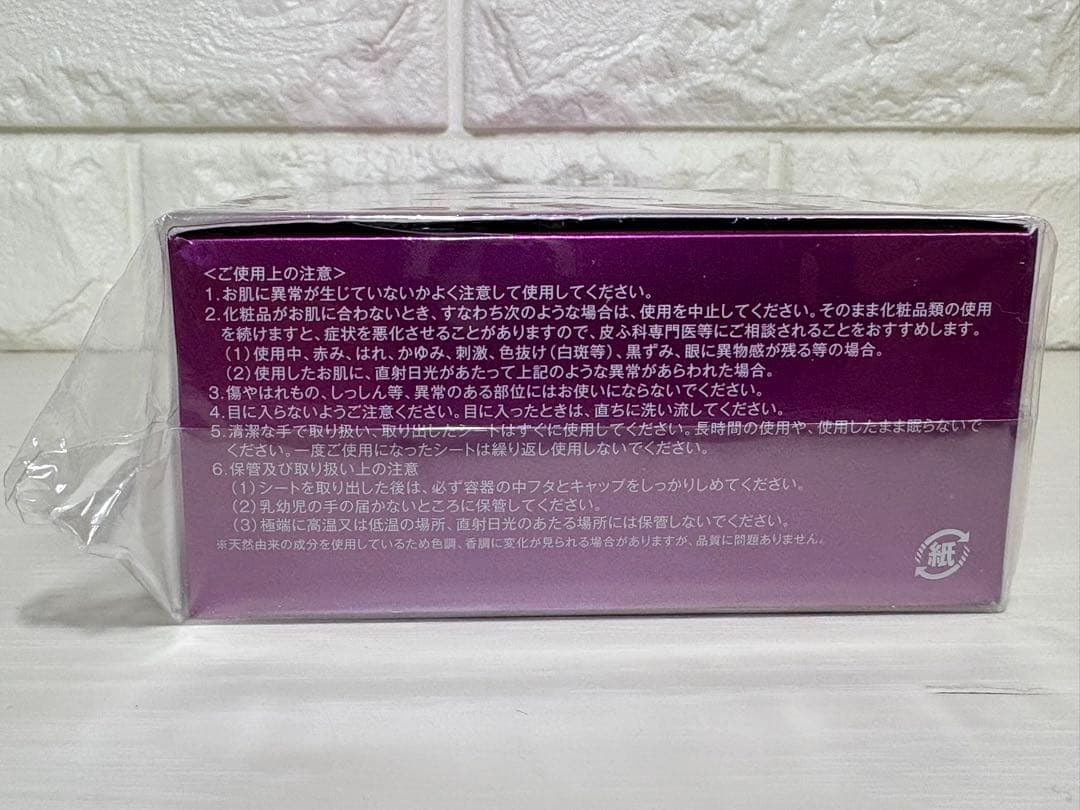 ＜ご使用上の注意＞
1.お肌に異常が生じていないかよく注意して使用してください。
2.化粧品がお肌に合わないとき、すなわち次のような場合は、使用を中止してください。そのまま化粧品類の使用
を続けますと、症状を悪化させることがありますので、皮ふ科専門医等にご相談されることをおすすめします。
(1)使用中、赤み、はれ、かゆみ、刺激、色抜け(白斑等)、黒ずみ、眼に異物感が残る等の場合。
(2)使用したお肌に、直射日光があたって上記のような異常があらわれた場合。
3.傷やはれもの、しっしん等、異常のある部位にはお使いにならないでください。
4.目に入らないようご注意ください。目に入ったときは、直ちに洗い流してください。
5.清潔な手で取り扱い、取り出したシートはすぐに使用してください。長時間の使用や、使用したまま眠らないで
ください。一度ご使用になったシートは繰り返し使用しないでください。
6.保管及び取り扱い上の注意
(1)シートを取り出した後は、必ず容器の中フタとキャップをしっかりしめてください。
(2)乳幼児の手の届かないところに保管してください。
(3)極端に高温又は低温の場所、直射日光のあたる場所には保管しないでください。
※天然由来の成分を使用しているため色調、香調に変化が見られる場合がありますが、品質に問題ありません。
紙